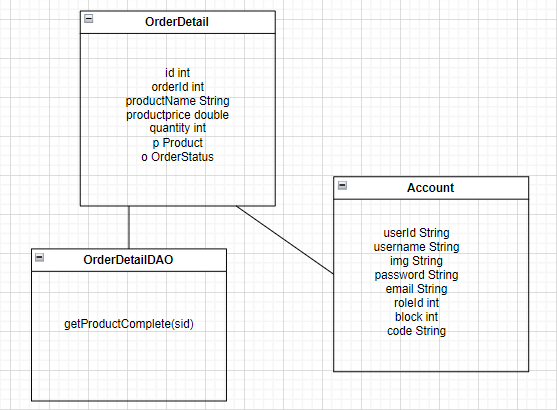 OrderDetail
id int
orderId int
productName String
productprice double
quantity int
p Product
o OrderStatus
Account
userId String
username String
img String
password String
email String
roleId int
block int
code String
OrderDetailDAO
getProductComplete(sid)